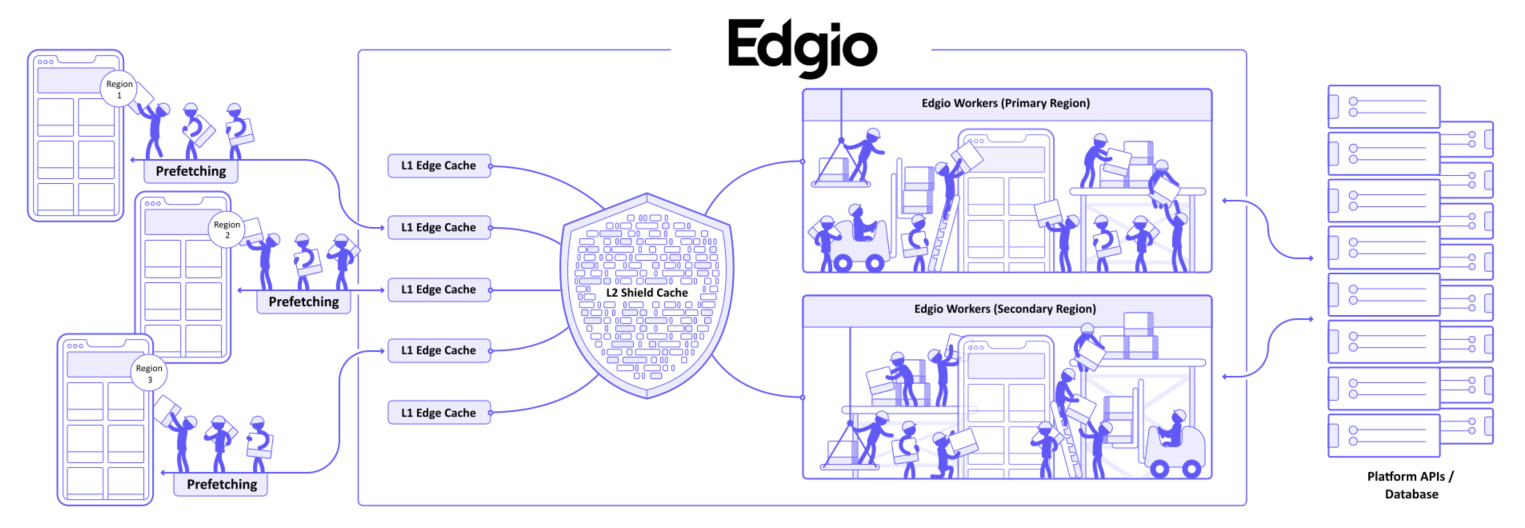 Edgio
Region
1
Prefetching
Region
2
Prefetching
Region
3
Prefetching
L1 Edge Cache
L1 Edge Cache
L1 Edge Cache
L1 Edge Cache
L1 Edge Cache
L2 Shield Cache
Edgio Workers (Primary Region)
Edgio Workers (Secondary Region)
Platform APIs /
Database